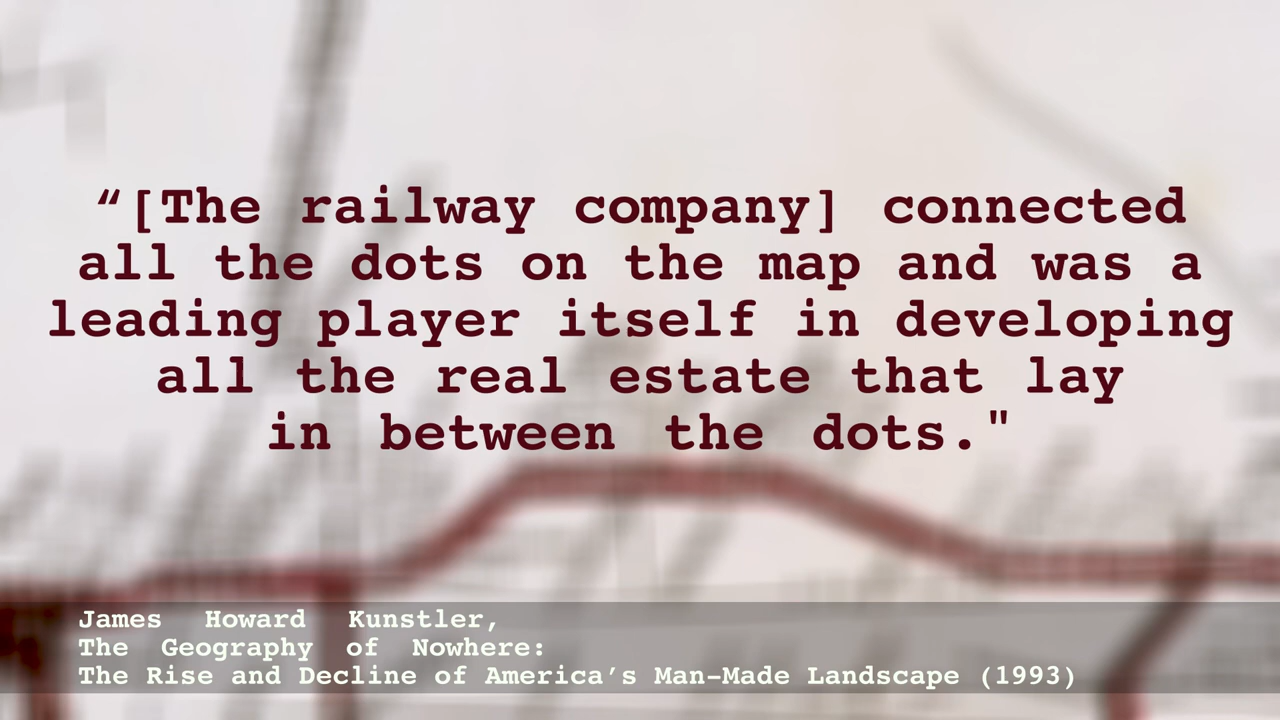 “[The railway company] connected
all the dots on the map and was a
leading player itself in developing
all the real estate that lay
in between the dots."
James Howard Kunstler,
The Geography of Nowhere:
The Rise and Decline of America’s Man-Made Landscape (1993)